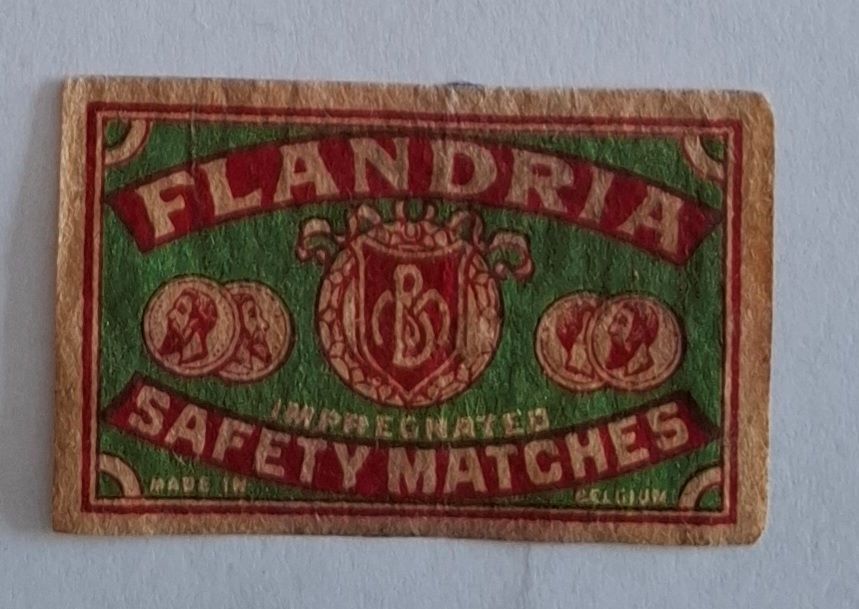 FLANDRIA
IMPREGNATED
SAFETY MATCHES
MADE IN BELGIUM